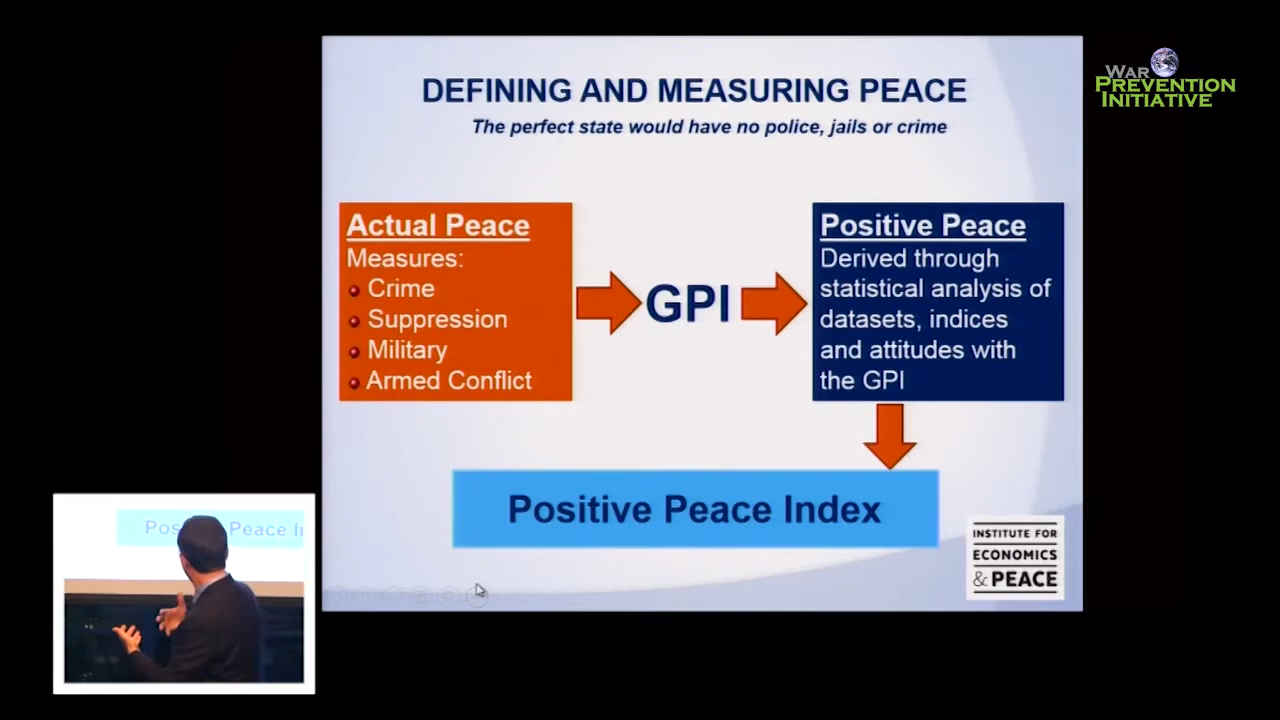 WAR
PREVENTION
INITIATIVE
DEFINING AND MEASURING PEACE
The perfect state would have no police, jails or crime
Actual Peace
Measures:
Crime
Suppression
Military
Armed Conflict
GPI
Positive Peace
Derived through
statistical analysis of
datasets, indices
and attitudes with
the GPI
Positive Peace Index
INSTITUTE FOR
ECONOMICS
& PEACE
Peace I